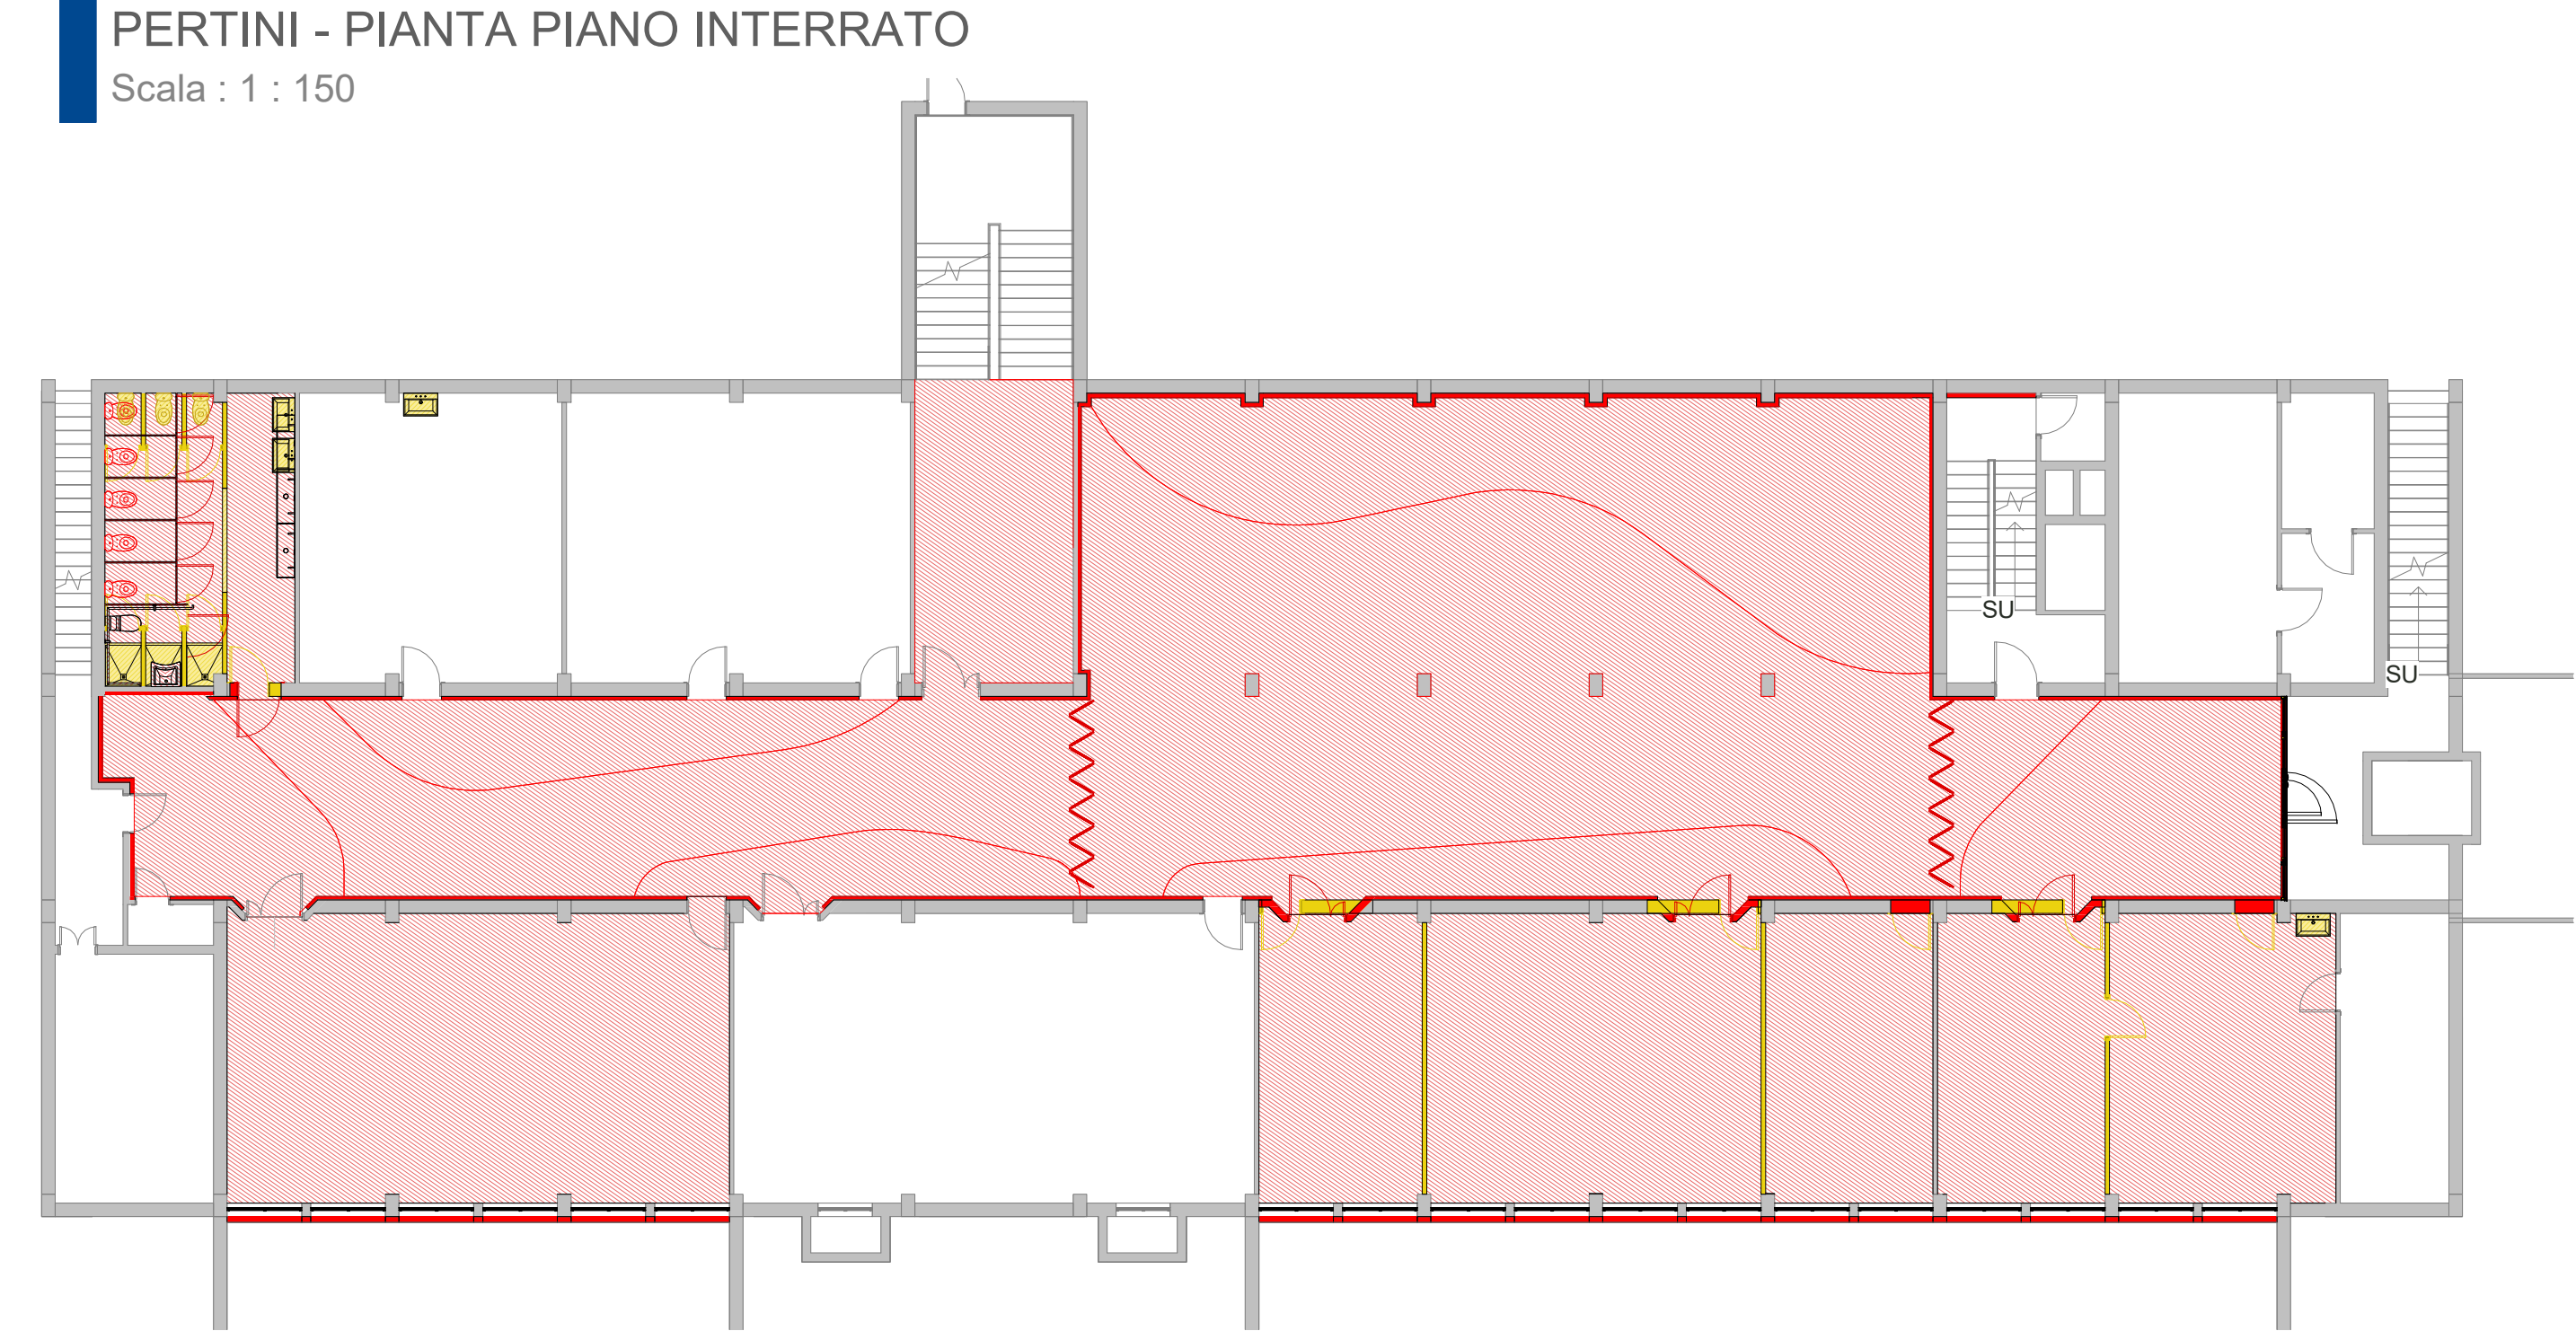 PERTINI - PIANTA PIANO INTERRATO
Scala : 1 : 150
SU
SU